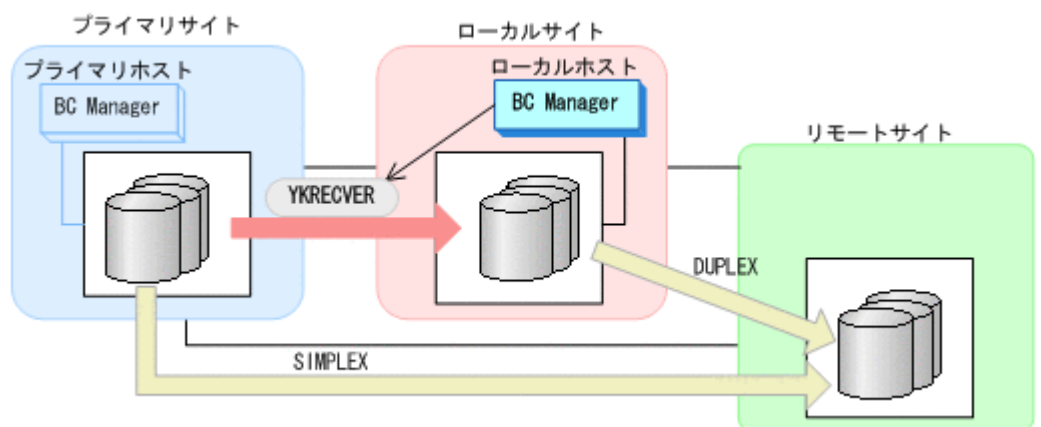 プライマリサイト
ローカルサイト
プライマリホスト
ローカルホスト
BC Manager
BC Manager
リモートサイト
YKRECVER
DUPLEX
SIMPLEX